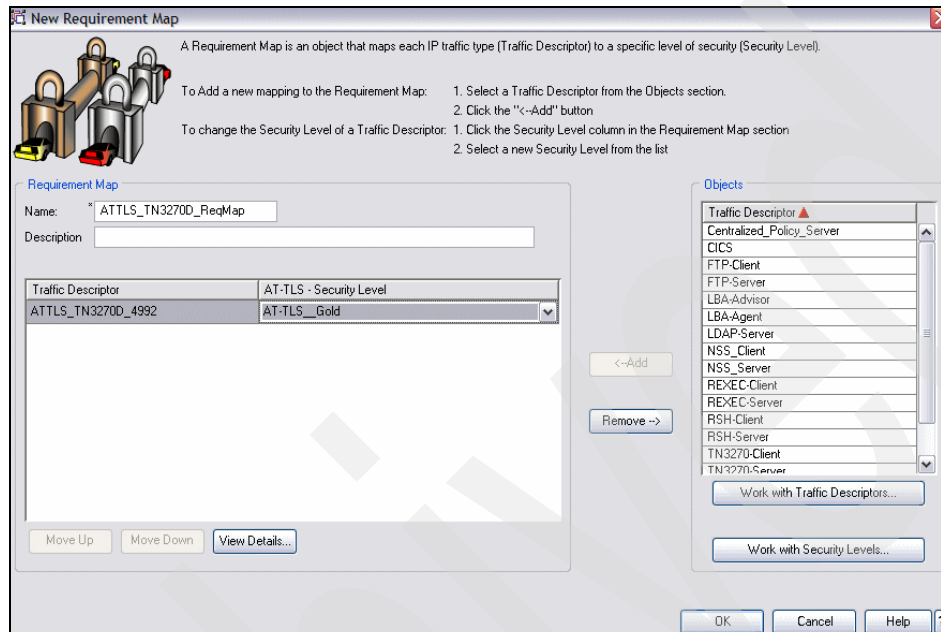 New Requirement Map
A Requirement Map is an object that maps each IP traffic type (Traffic Descriptor) to a specific level of security (Security Level).
To Add a new mapping to the Requirement Map: 1. Select a Traffic Descriptor from the Objects section.
2. Click the "<--Add" button
To change the Security Level of a Traffic Descriptor: 1. Click the Security Level column in the Requirement Map section
2. Select a new Security Level from the list
Requirement Map
Name: * ATTLS_TN3270D_ReqMap
Description
Traffic Descriptor AT-TLS - Security Level
ATTLS_TN3270D_4992 AT-TLS__Gold
Move Up Move Down View Details...
<--Add
Remove -->
Objects
Traffic Descriptor
Centralized_Policy_Server
CICS
FTP-Client
FTP-Server
LBA-Advisor
LBA-Agent
LDAP-Server
NSS_Client
NSS_Server
REXEC-Client
REXEC-Server
RSH-Client
RSH-Server
TN3270-Client
TN3270-Server
Work with Traffic Descriptors...
Work with Security Levels...
OK Cancel Help ?